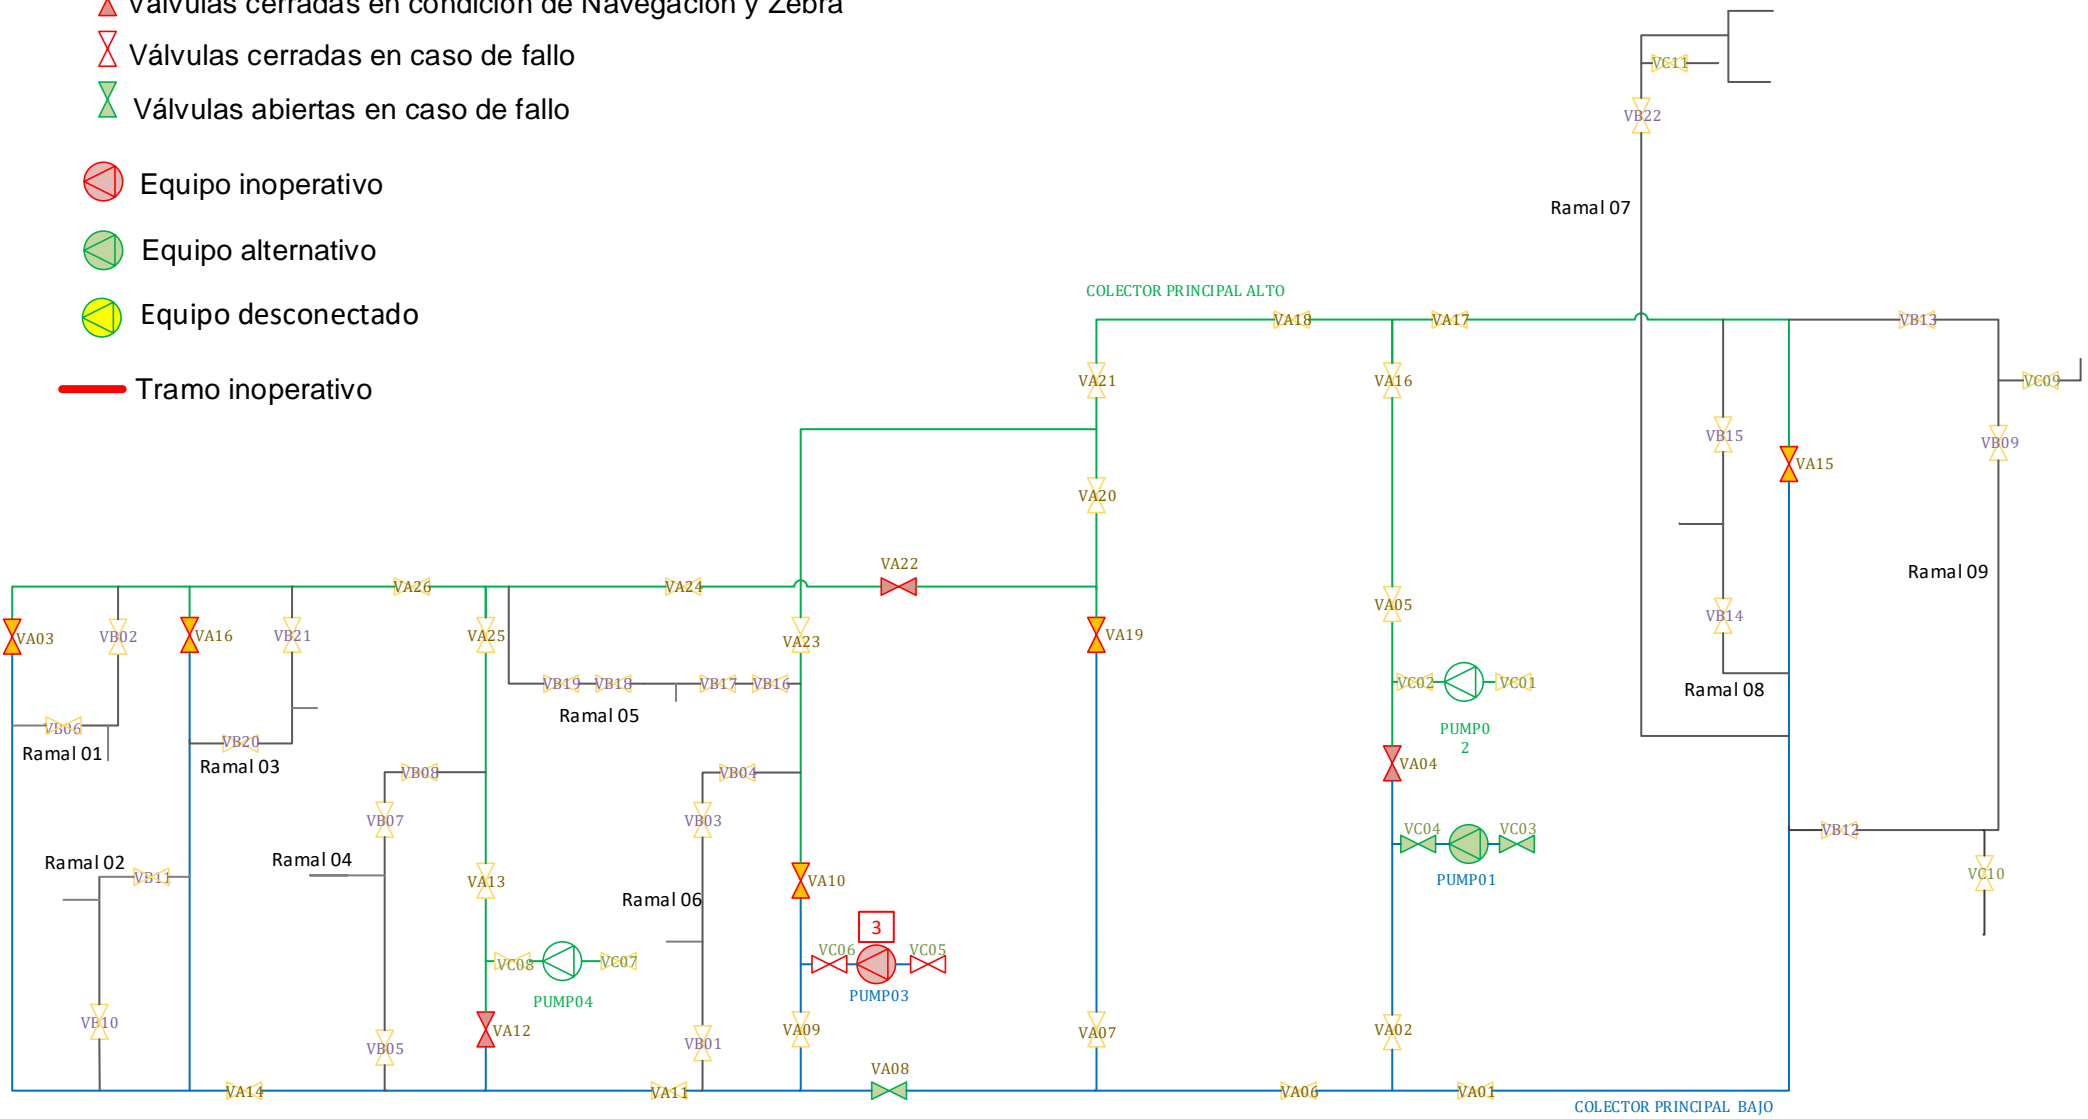 Válvulas cerradas en condición de Navegación y Zebra
Válvulas cerradas en caso de fallo
Válvulas abiertas en caso de fallo
Equipo inoperativo
Equipo alternativo
Equipo desconectado
Tramo inoperativo
VC11
VB22
Ramal 07
COLECTOR PRINCIPAL ALTO
VA18
VA17
VB13
VA21
VA16
VC09
VB15
VB09
VA15
VA20
VA22
VA26
VA24
Ramal 09
VA05
VB14
VA03
VB02
VA16
VB21
VA25
VA23
VA19
VB19
VB18
VB17
VB16
VC02
VC01
Ramal 08
Ramal 05
VB06
PUMP0
2
Ramal 01
VB20
Ramal 03
VB08
VB04
VA04
VB07
VB03
VC04
VC03
VB12
Ramal 02
Ramal 04
VB11
VA13
VA10
PUMP01
VC10
Ramal 06
3
VC08
VC07
VC06
VC05
PUMP04
PUMP03
VB10
VA12
VA09
VA07
VA02
VB05
VB01
VA08
VA14
VA11
VA06
VA01
COLECTOR PRINCIPAL BAJO